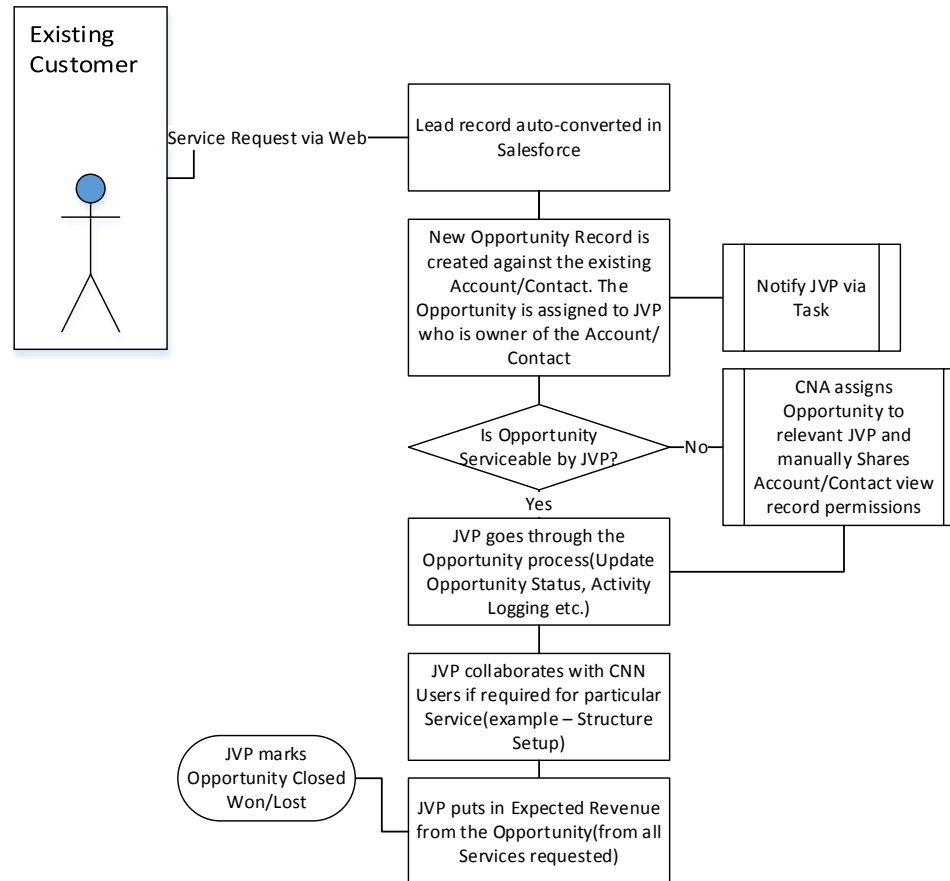 Existing
Customer
Service Request via Web
Lead record auto-converted in
Salesforce
New Opportunity Record is
created against the existing
Account/Contact. The
Opportunity is assigned to JVP
who is owner of the Account/
Contact
Notify JVP via
Task
Is Opportunity
Serviceable by JVP?
No
CNA assigns
Opportunity to
relevant JVP and
manually Shares
Account/Contact view
record permissions
Yes
JVP goes through the
Opportunity process(Update
Opportunity Status, Activity
Logging etc.)
JVP collaborates with CNN
Users if required for particular
Service(example – Structure
Setup)
JVP marks
Opportunity Closed
Won/Lost
JVP puts in Expected Revenue
from the Opportunity(from all
Services requested)